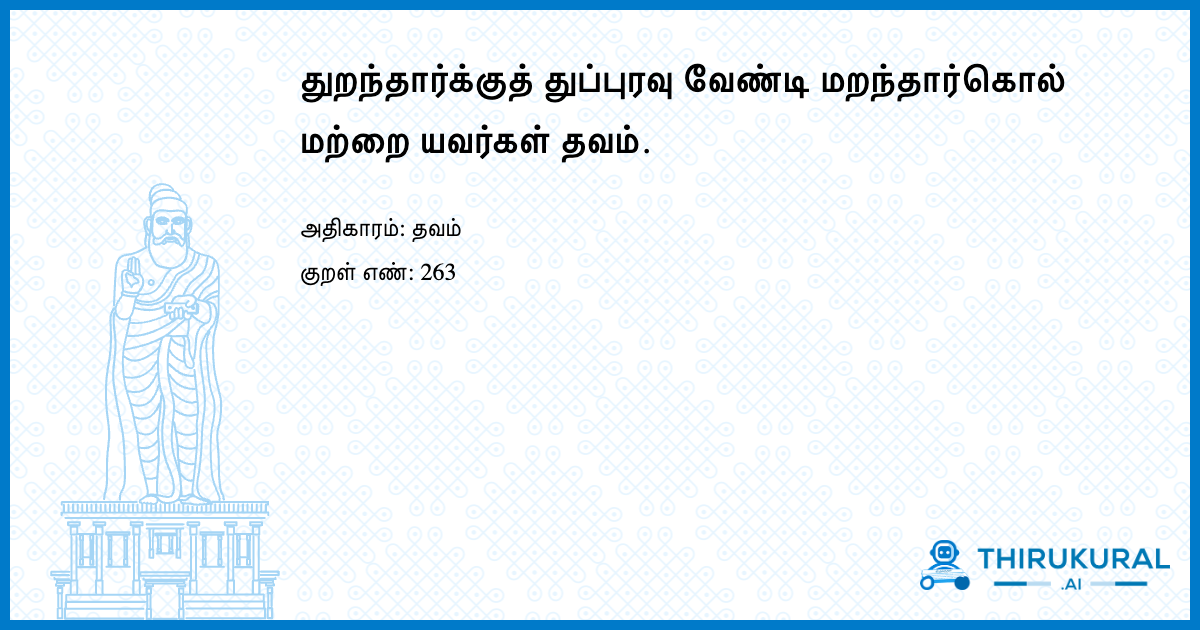 துறந்தார்க்குத் துப்புரவு வேண்டி மறந்தார்கொல்
மற்றை யவர்கள் தவம்.
அதிகாரம்: தவம்
குறள் எண்: 263
THIRUKURAL
.AI